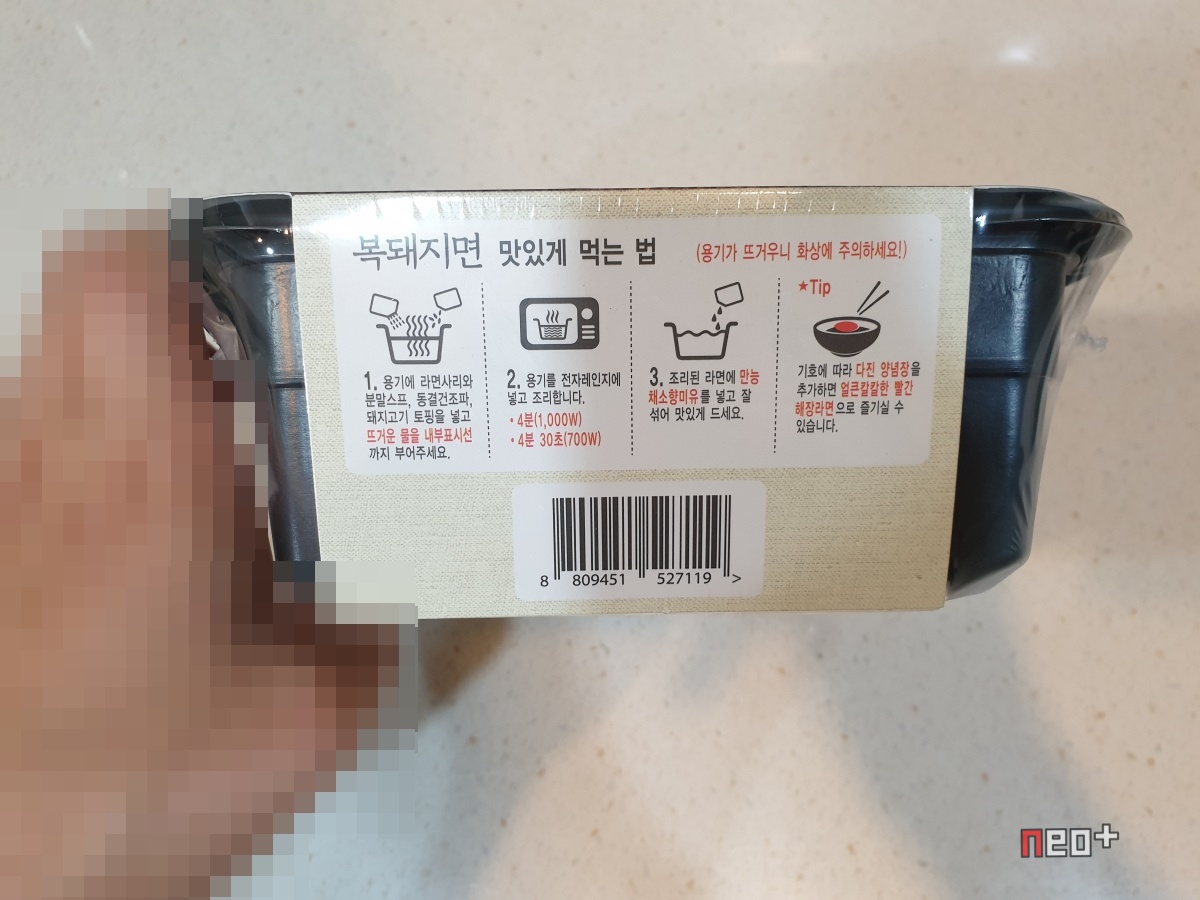 복돼지면 맛있게 먹는 법 (용기가 뜨거우니 화상에 주의하세요!)
1. 용기에 라면사리와
분말스프, 동결건조파,
돼지고기 토핑을 넣고
뜨거운 물을 내부표시선
까지 부어주세요.
2. 용기를 전자레인지에
넣고 조리합니다.
• 4분(1,000W)
• 4분 30초(700W)
3. 조리된 라면에 만능
채소향미유를 넣고 잘
섞어 맛있게 드세요.
★Tip
기호에 따라 다진 양념장을
추가하면 얼큰칼칼한 빨간
해장라면으로 즐기실 수
있습니다.
8 809451 527119 >
neo+